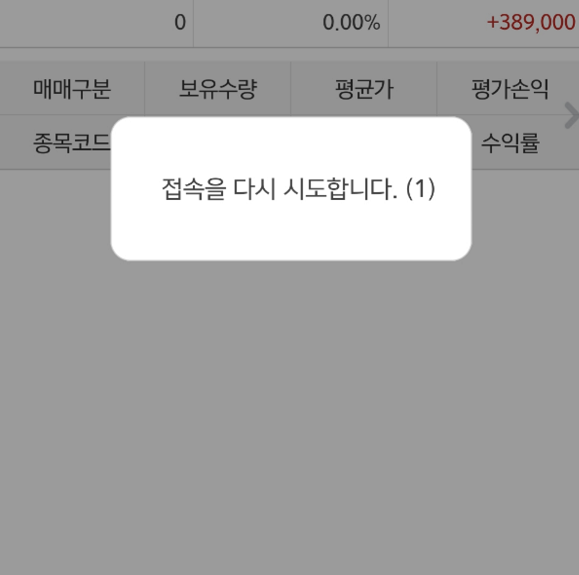 0 0.00% +389,000
매매구분 보유수량 평균가 평가손익
종목코드 수익률
접속을 다시 시도합니다. (1)